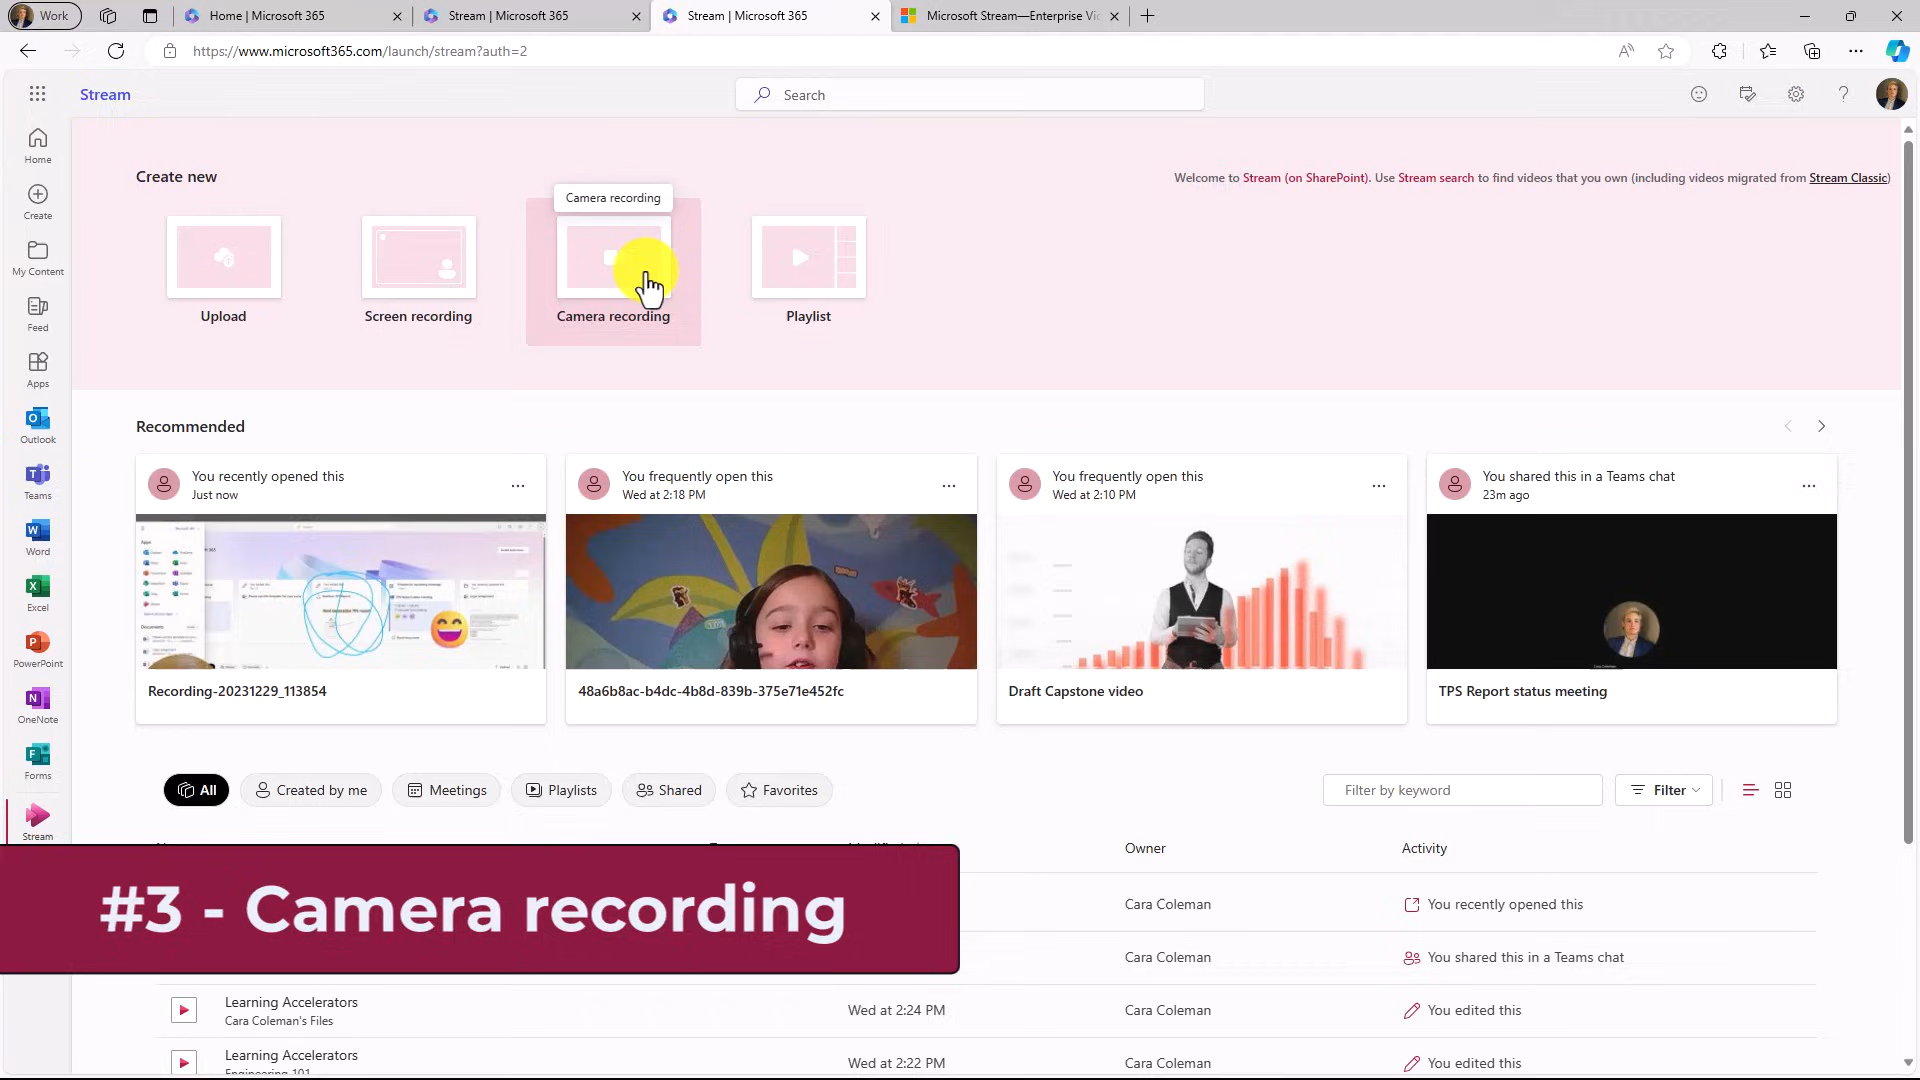 Work
Home | Microsoft 365
Stream | Microsoft 365
Stream | Microsoft 365
Microsoft Stream—Enterprise Vi
https://www.microsoft365.com/launch/stream?auth=2
Stream
Search
Home
Create
My Content
Feed
Apps
Outlook
Teams
Word
Excel
PowerPoint
OneNote
Forms
Stream
Create new
Welcome to Stream (on SharePoint). Use Stream search to find videos that you own (including videos migrated from Stream Classic)
Camera recording
Upload
Screen recording
Camera recording
Playlist
Recommended
You recently opened this
Just now
You frequently open this
Wed at 2:18 PM
You frequently open this
Wed at 2:10 PM
You shared this in a Teams chat
23m ago
Recording-20231229_113854
48a6b8ac-b4dc-4b8d-839b-375e71e452fc
Draft Capstone video
TPS Report status meeting
All
Created by me
Meetings
Playlists
Shared
Favorites
Filter by keyword
Filter
Owner
Activity
Cara Coleman
You recently opened this
#3 - Camera recording
Cara Coleman
You shared this in a Teams chat
Learning Accelerators
Cara Coleman's Files
Wed at 2:24 PM
Cara Coleman
You edited this
Learning Accelerators
Engineering 101
Wed at 2:22 PM
Cara Coleman
You edited this